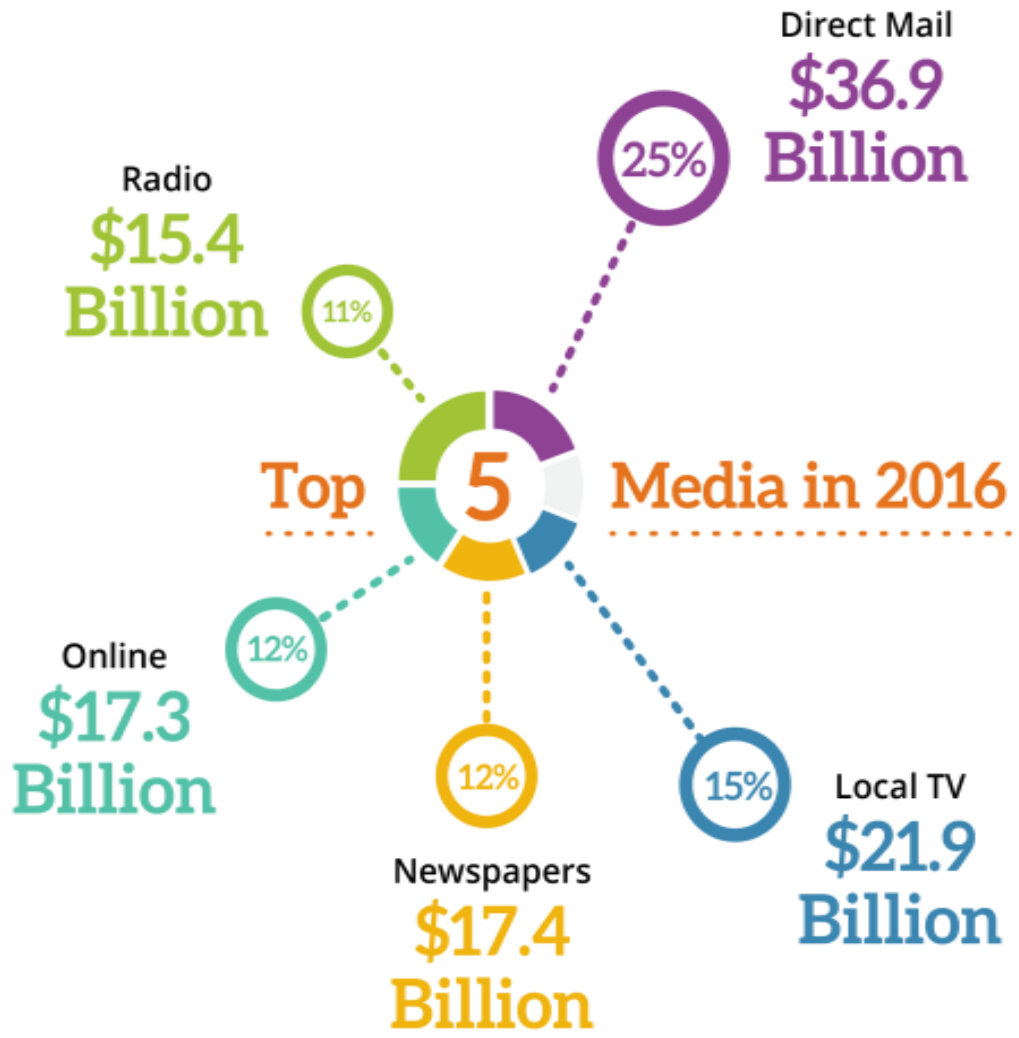 Direct Mail
$36.9
Billion
25%
Radio
$15.4
Billion
11%
Top 5 Media in 2016
Online
$17.3
Billion
12%
12%
Newspapers
$17.4
Billion
15%
Local TV
$21.9
Billion